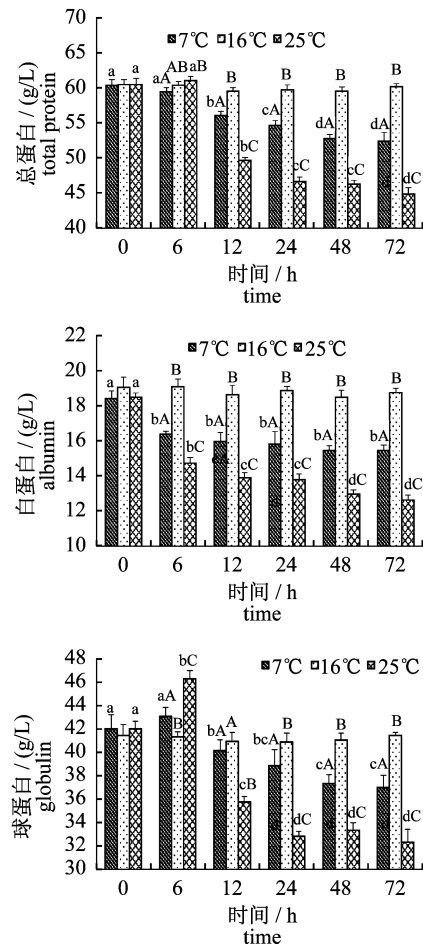 7℃ 16℃ 25℃
65
60
55
50
45
40
总蛋白 / (g/L)
total protein
a a aA AB aB bA B bC cA B cC dA B cC dA B dC
0 6 12 24 48 72
时间 / h
time
7℃ 16℃ 25℃
22
20
18
16
14
12
10
白蛋白 / (g/L)
albumin
a a bA B bC bA B cC bA B cC bA B dC bA B dC
0 6 12 24 48 72
时间 / h
time
7℃ 16℃ 25℃
48
46
44
42
40
38
36
34
32
30
球蛋白 / (g/L)
globulin
a a aA B bC bA A cB bcA B dC cA B dC cA B dC
0 6 12 24 48 72
时间 / h
time